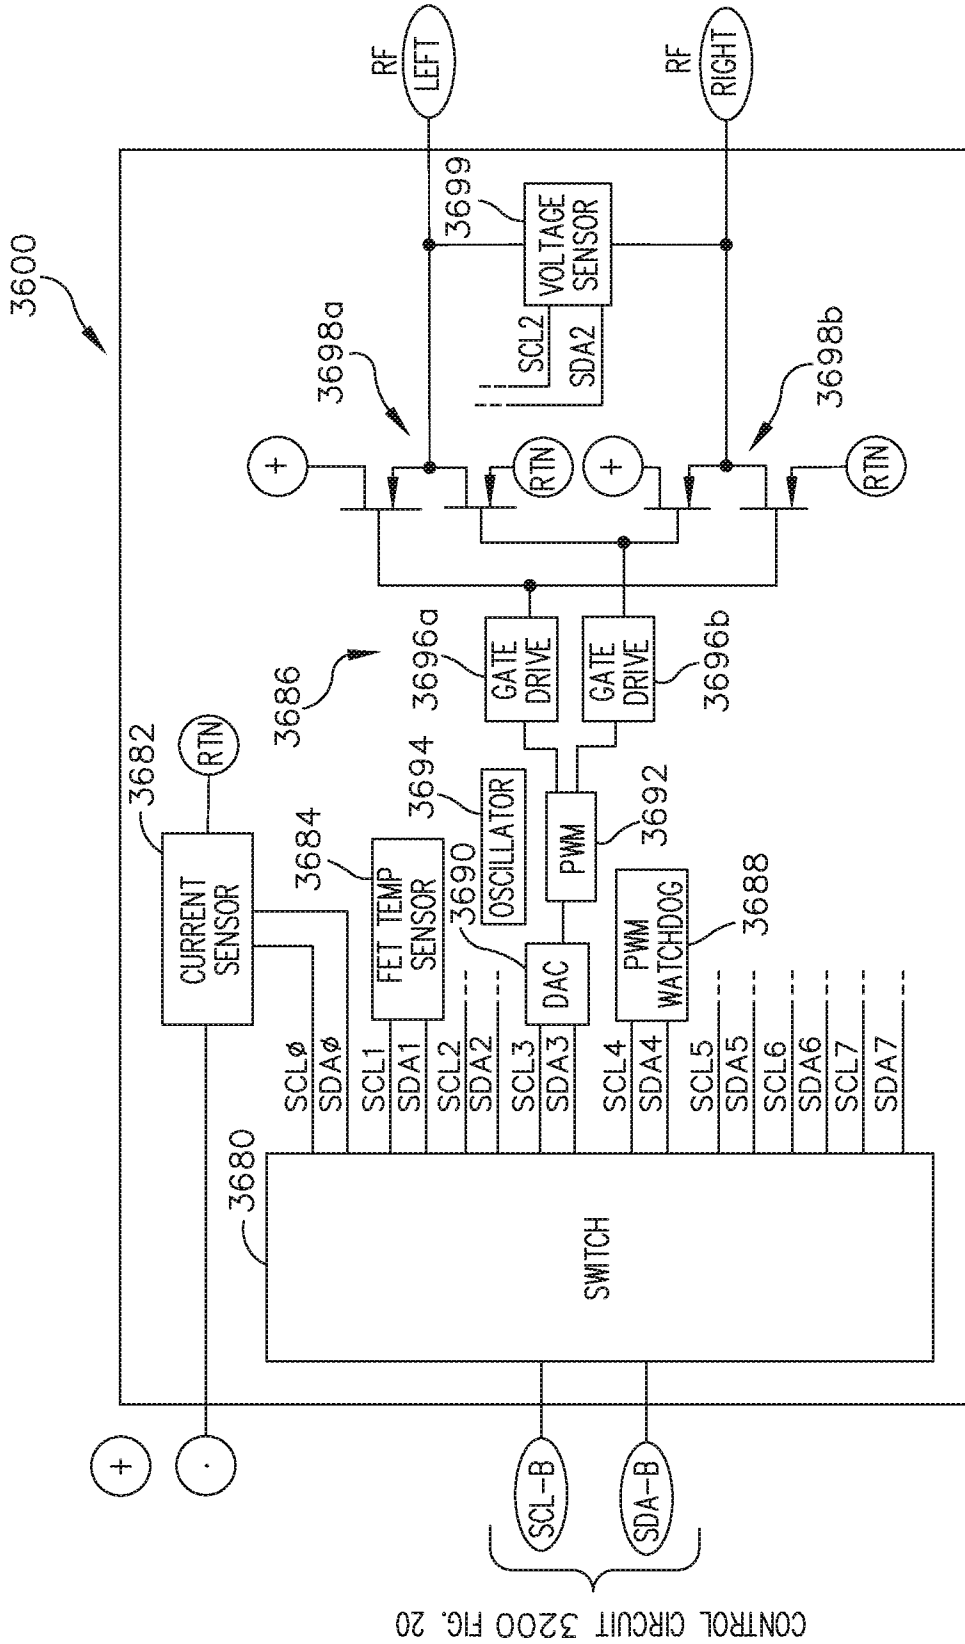 3600
RF
LEFT
RF
RIGHT
3699
VOLTAGE
SENSOR
SCL2
SDA2
3698a
3698b
+
RTN
+
RTN
3686
3696a
GATE
DRIVE
3696b
GATE
DRIVE
3682
RTN
CURRENT
SENSOR
3684
FET TEMP
SENSOR
3694
OSCILLATOR
3690
DAC
3692
PWM
3688
PWM
WATCHDOG
SCLØ
SDAØ
SCL1
SDA1
SCL2
SDA2
SCL3
SDA3
SCL4
SDA4
SCL5
SDA5
SCL6
SDA6
SCL7
SDA7
3680
SWITCH
+
-
SCL-B
SDA-B
CONTROL CIRCUIT 3200 FIG. 20